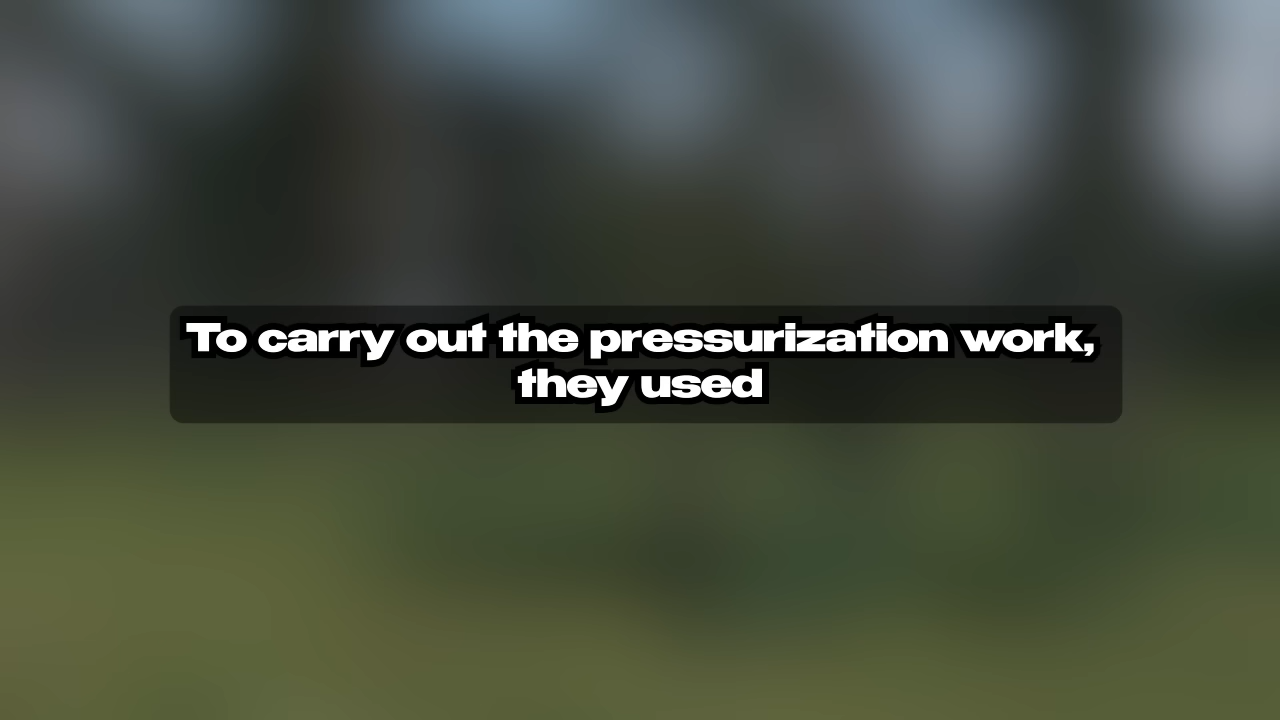 To carry out the pressurization work,
they used